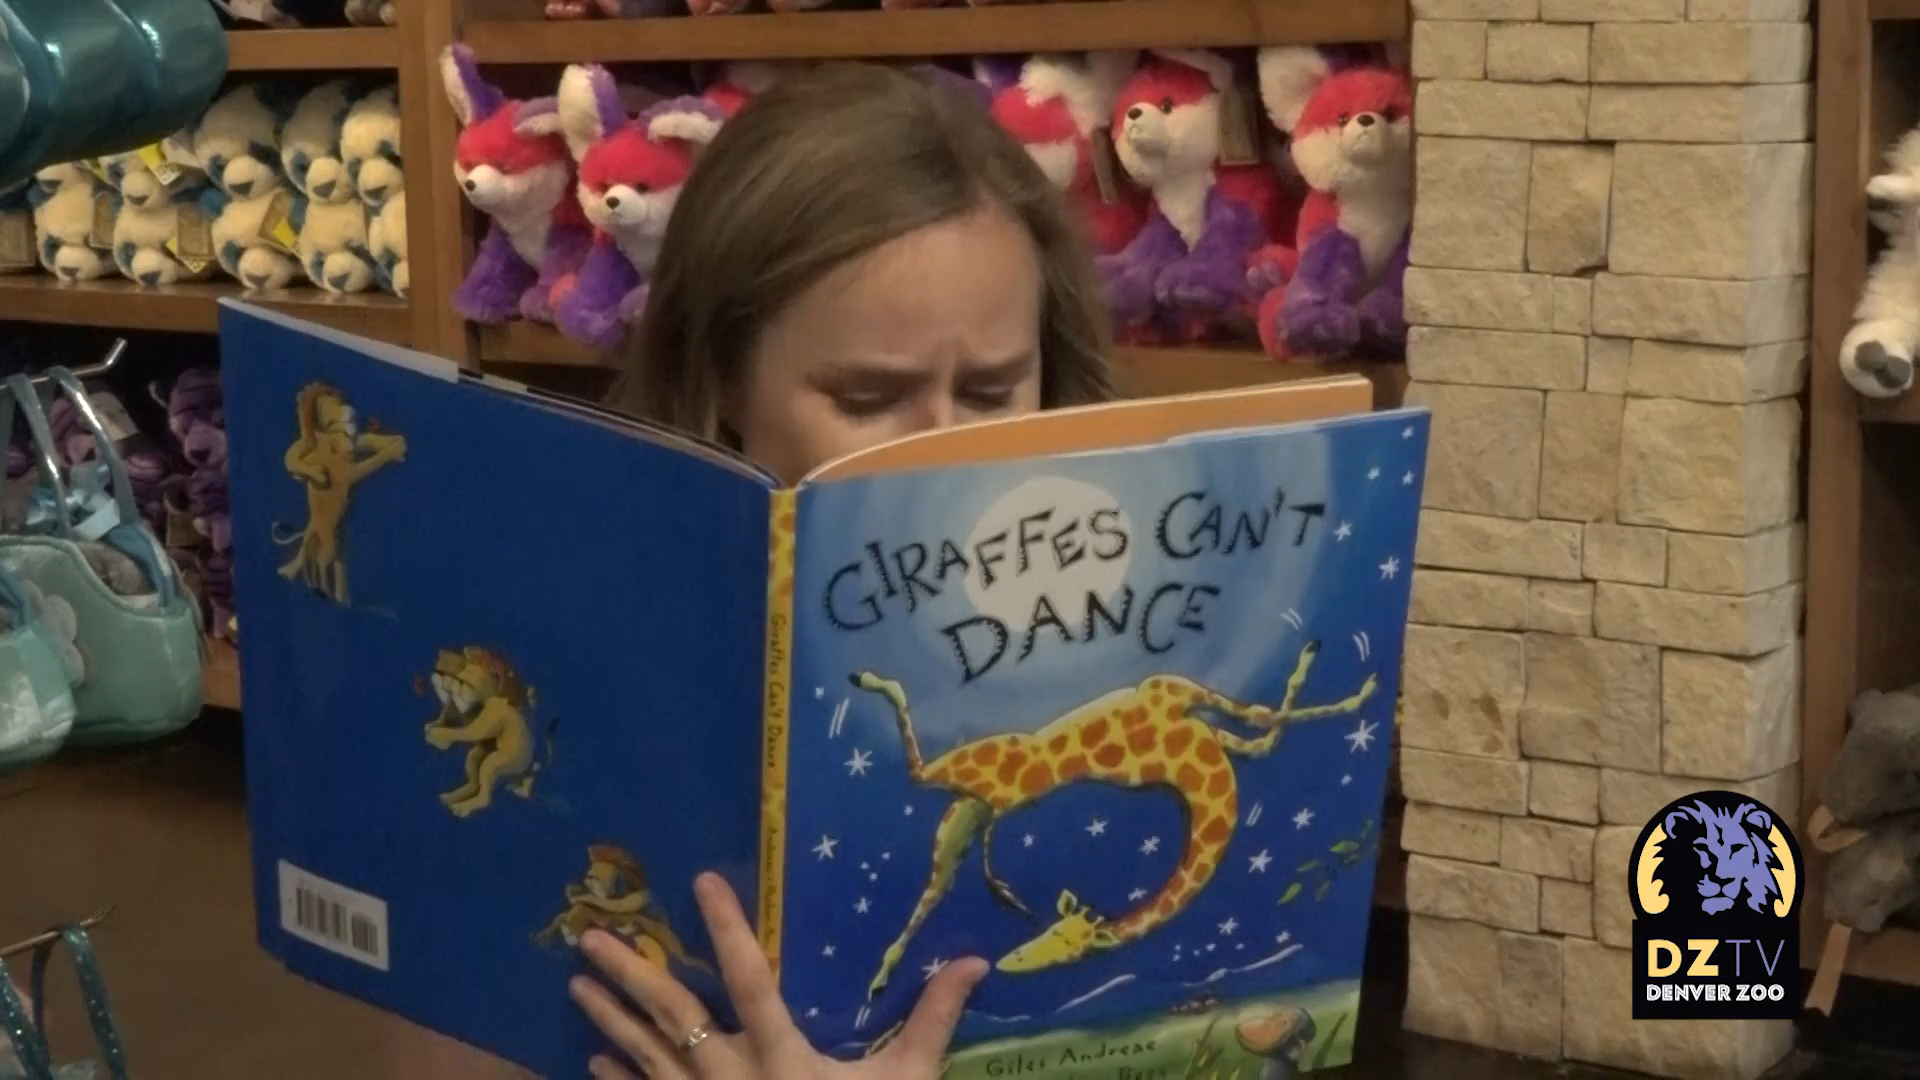 GIRAFFES CAN'T
DANCE
Giraffes Can't Dance
Giles Andreae
DZTV
DENVER ZOO